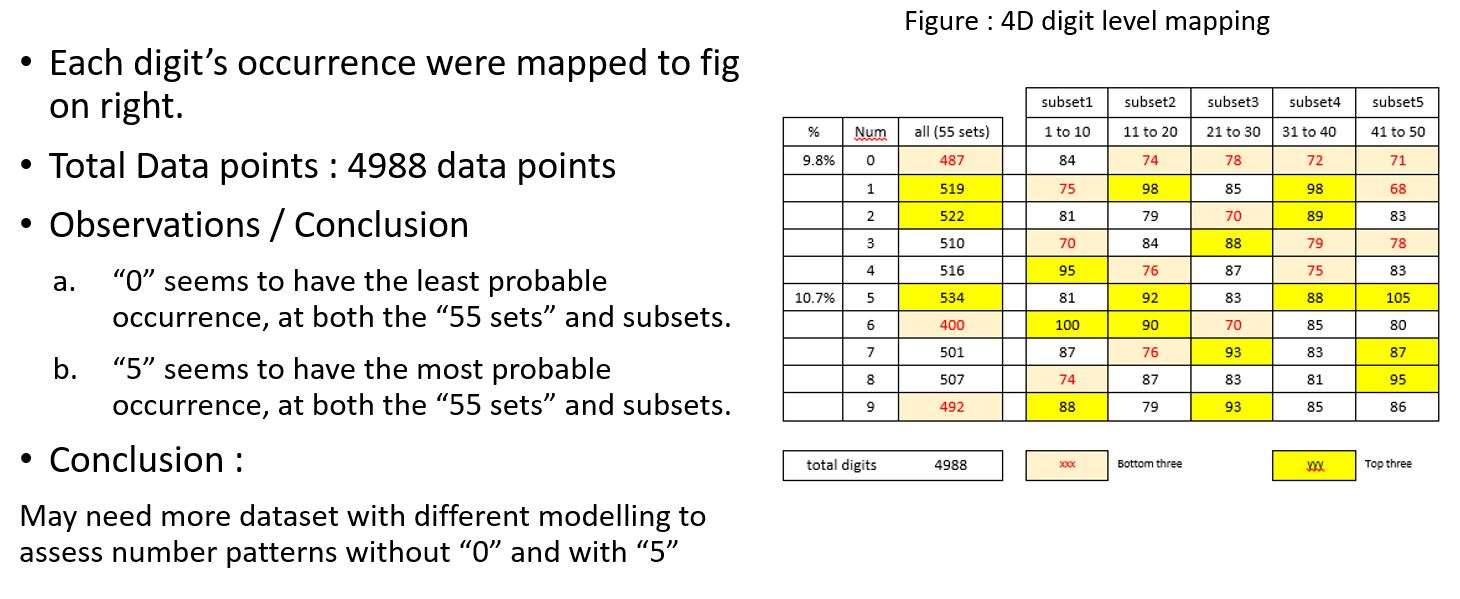 Figure : 4D digit level mapping
• Each digit’s occurrence were mapped to fig
on right.
• Total Data points : 4988 data points
• Observations / Conclusion
a. “0” seems to have the least probable
occurrence, at both the “55 sets” and subsets.
b. “5” seems to have the most probable
occurrence, at both the “55 sets” and subsets.
• Conclusion :
May need more dataset with different modelling to
assess number patterns without “0” and with “5”
subset1 subset2 subset3 subset4 subset5
% Num all (55 sets) 1 to 10 11 to 20 21 to 30 31 to 40 41 to 50
9.8% 0 487 84 74 78 72 71
1 519 75 98 85 98 68
2 522 81 79 70 89 83
3 510 70 84 88 79 78
4 516 95 76 87 75 83
10.7% 5 534 81 92 83 88 105
6 400 100 90 70 85 80
7 501 87 76 93 83 87
8 507 74 87 83 81 95
9 492 88 79 93 85 86
total digits 4988 xxx Bottom three yyy Top three